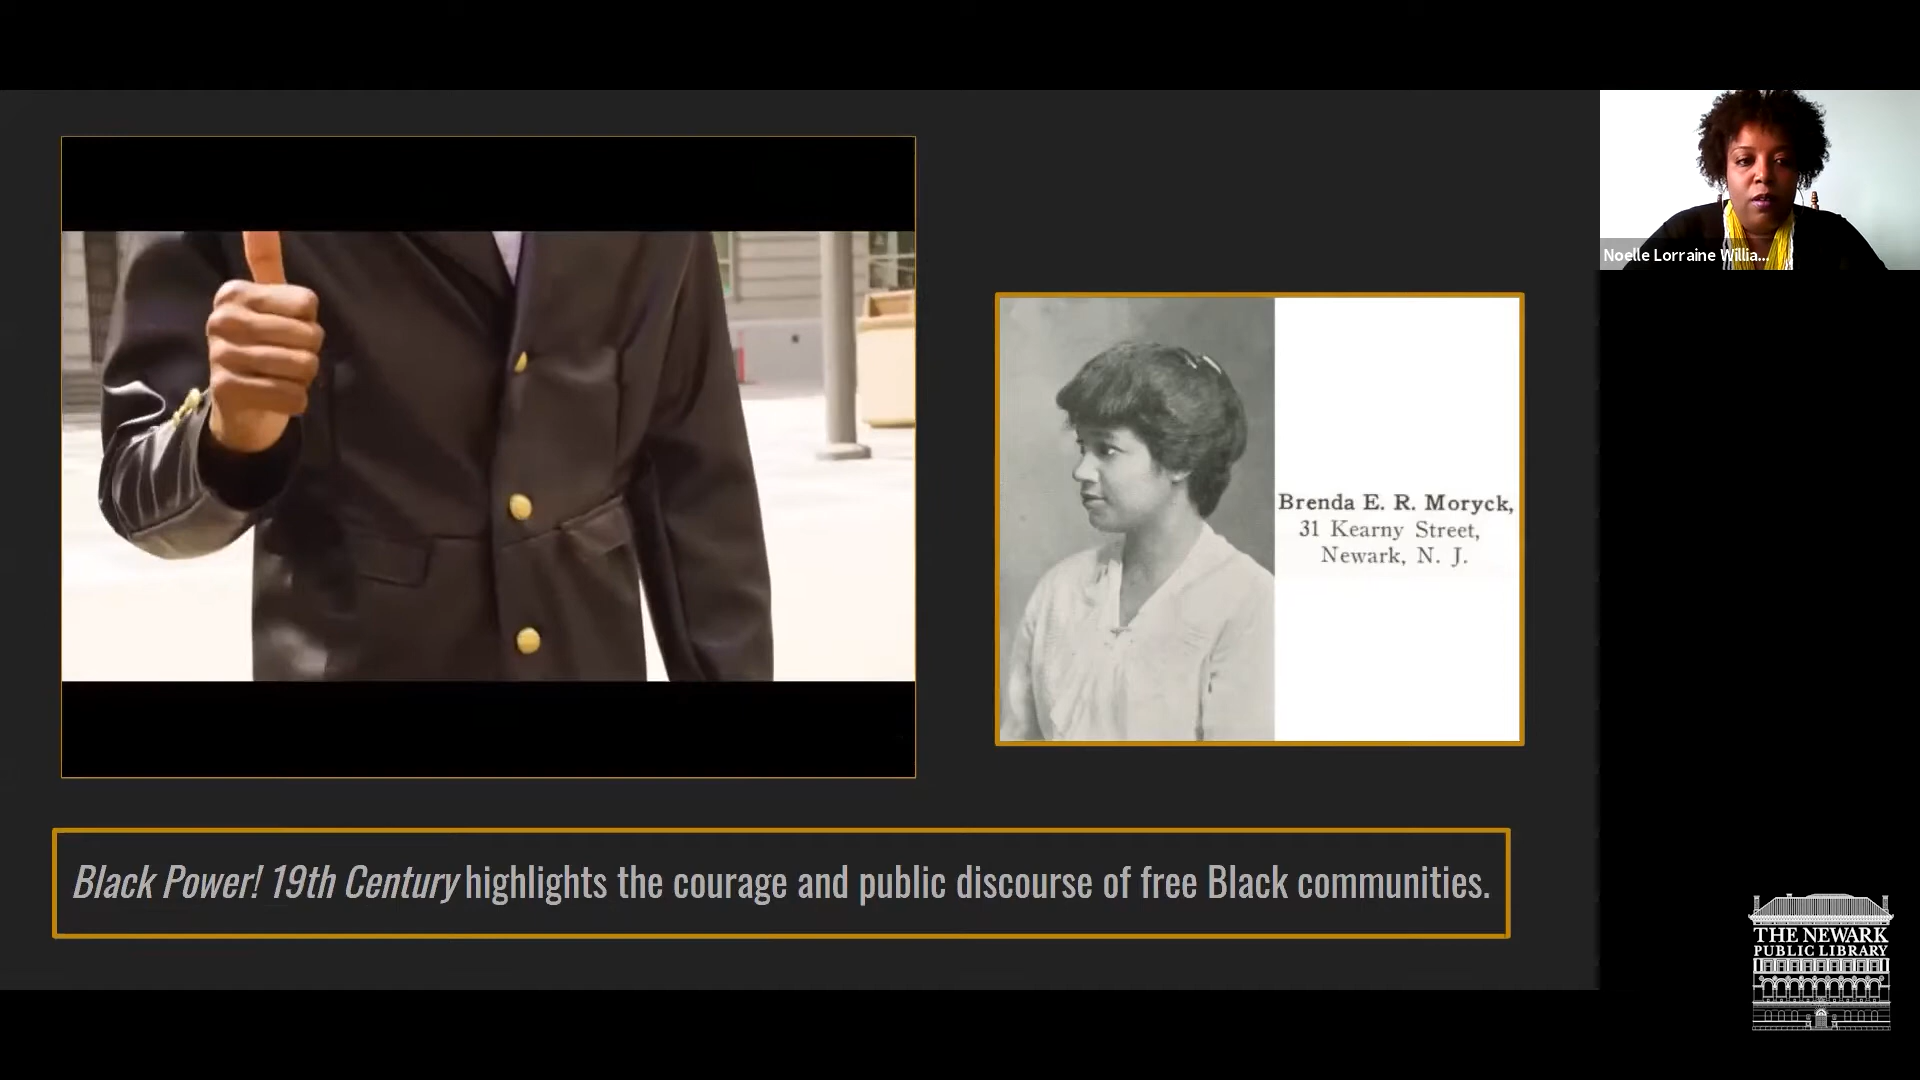 Noelle Lorraine Willia...
Brenda E. R. Moryck,
31 Kearny Street,
Newark, N. J.
Black Power! 19th Century highlights the courage and public discourse of free Black communities.
THE NEWARK
PUBLIC LIBRARY